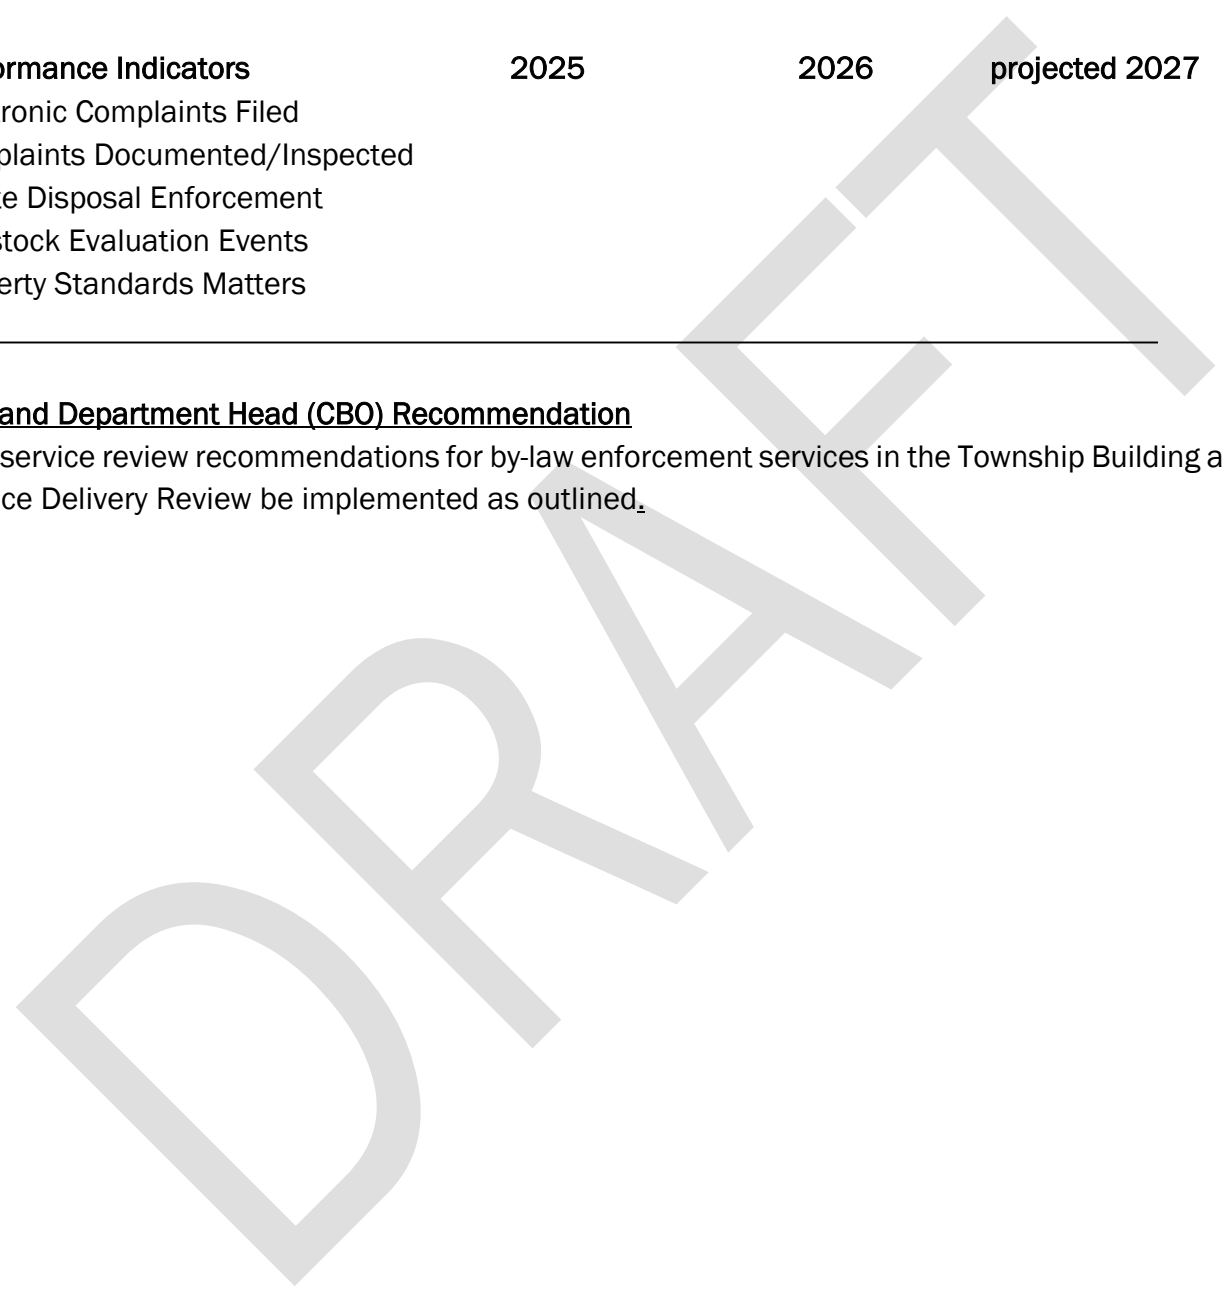 ormance Indicators 2025 2026 projected 2027
ronic Complaints Filed
plaints Documented/Inspected
te Disposal Enforcement
stock Evaluation Events
erty Standards Matters
and Department Head (CBO) Recommendation
service review recommendations for by-law enforcement services in the Township Building a
ce Delivery Review be implemented as outlined.
DRAFT